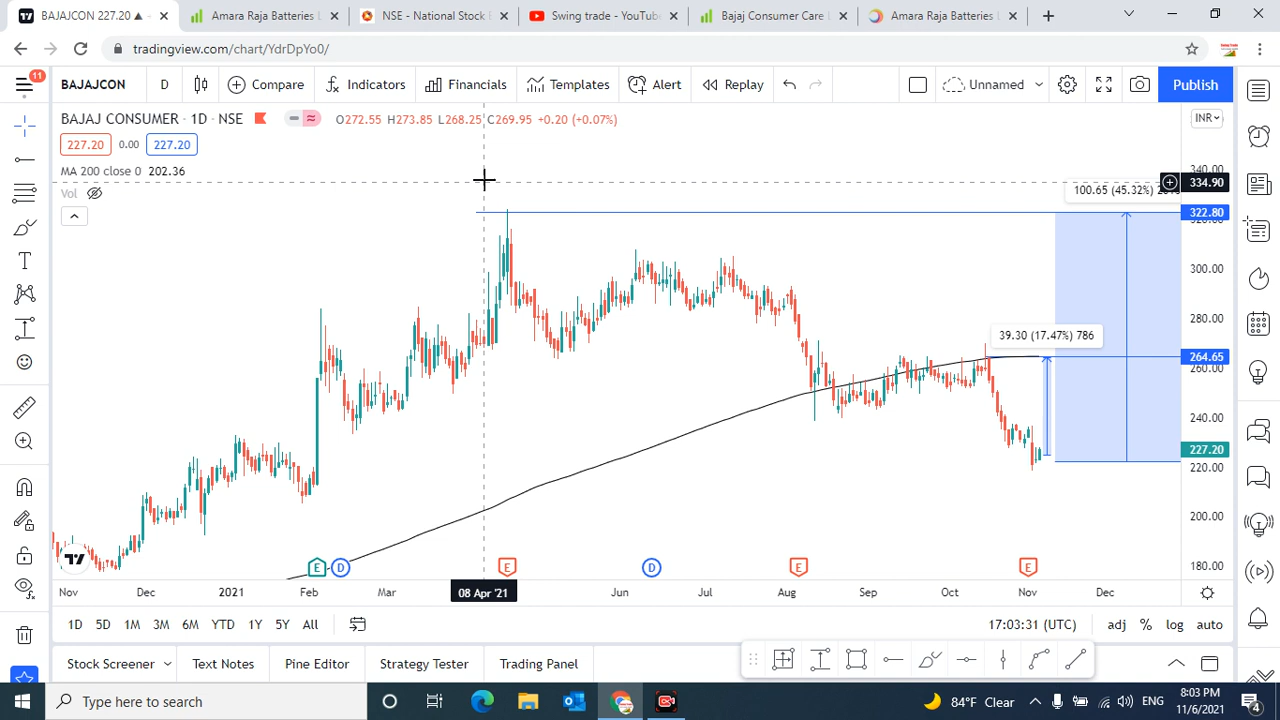 BAJAJCON 227.20 ▲
Amara Raja Batteries L
NSE - National Stock E
Swing trade - YouTube
Bajaj Consumer Care L
Amara Raja Batteries L
tradingview.com/chart/YdrDpYo0/
11
BAJAJCON
D
Compare
Indicators
Financials
Templates
Alert
Replay
Unnamed
Publish
BAJAJ CONSUMER · 1D · NSE
O272.55 H273.85 L268.25 C269.95 +0.20 (+0.07%)
INR
227.20 0.00 227.20
MA 200 close 0 202.36
Vol
340.00
334.90
100.65 (45.32%)
322.80
320.00
300.00
280.00
39.30 (17.47%) 786
264.65
260.00
240.00
227.20
220.00
200.00
180.00
E D E D E E
Nov Dec 2021 Feb Mar 08 Apr '21 Jun Jul Aug Sep Oct Nov Dec
1D 5D 1M 3M 6M YTD 1Y 5Y All
17:03:31 (UTC) adj % log auto
Stock Screener Text Notes Pine Editor Strategy Tester Trading Panel
Type here to search
84°F Clear
ENG
8:03 PM
11/6/2021
4